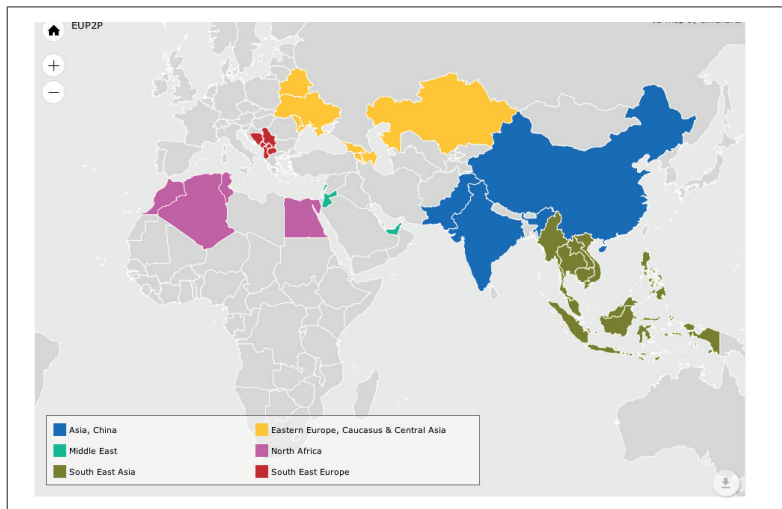 EUP2P
Asia, China
Eastern Europe, Caucasus & Central Asia
Middle East
North Africa
South East Asia
South East Europe